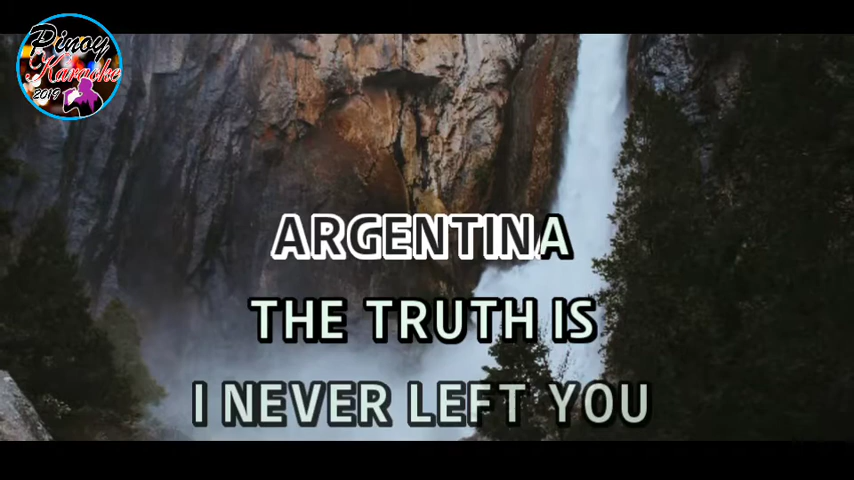 Pinoy
Karaoke
2019
ARGENTINA
THE TRUTH IS
I NEVER LEFT YOU